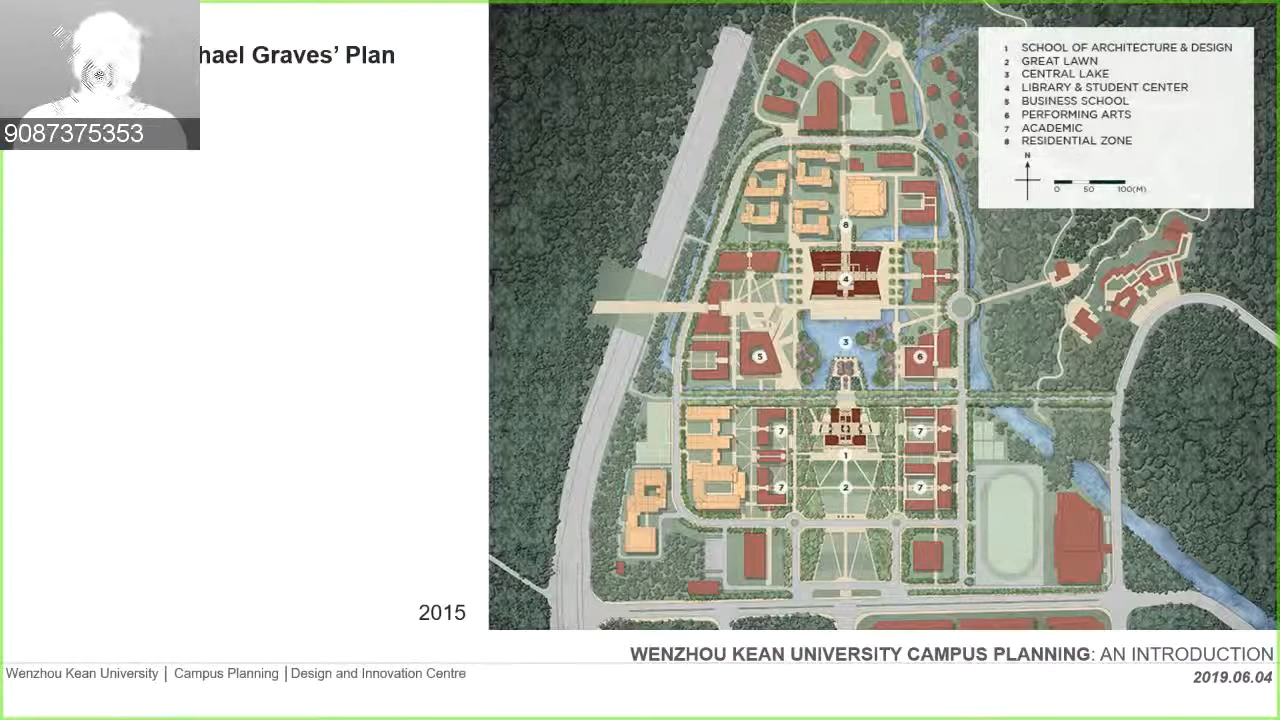 hael Graves’ Plan
9087375353
1 SCHOOL OF ARCHITECTURE & DESIGN
2 GREAT LAWN
3 CENTRAL LAKE
4 LIBRARY & STUDENT CENTER
5 BUSINESS SCHOOL
6 PERFORMING ARTS
7 ACADEMIC
8 RESIDENTIAL ZONE
N
0 50 100(M)
8
4
3
5 6
7 7
1
7 2 7
2015
WENZHOU KEAN UNIVERSITY CAMPUS PLANNING: AN INTRODUCTION
Wenzhou Kean University | Campus Planning | Design and Innovation Centre
2019.06.04